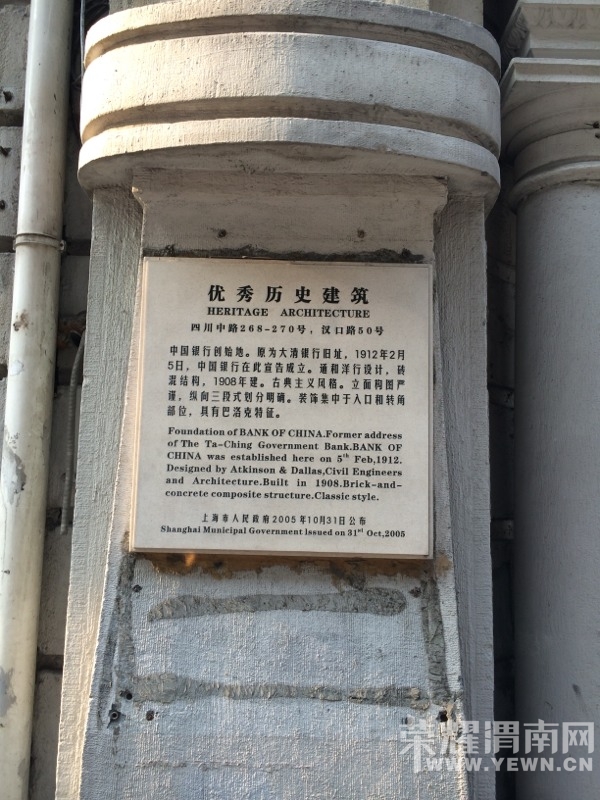 优秀历史建筑
HERITAGE ARCHITECTURE
四川中路268-270号，汉口路50号
中国银行创始地。原为大清银行旧址，1912年2月
5日，中国银行在此宣告成立。通和洋行设计，砖
混结构，1908年建。古典主义风格。立面构图严
谨，纵向三段式划分明确。装饰集中于入口和转角
部位，具有巴洛克特征。
Foundation of BANK OF CHINA.Former address
of The Ta-Ching Government Bank.BANK OF
CHINA was established here on 5th Feb,1912.
Designed by Atkinson & Dallas,Civil Engineers
and Architecture.Built in 1908.Brick-and-
concrete composite structure.Classic style.
上海市人民政府2005年10月31日公布
Shanghai Municipal Government issued on 31st Oct,2005
荣耀渭南网
WWW.YEWN.CN